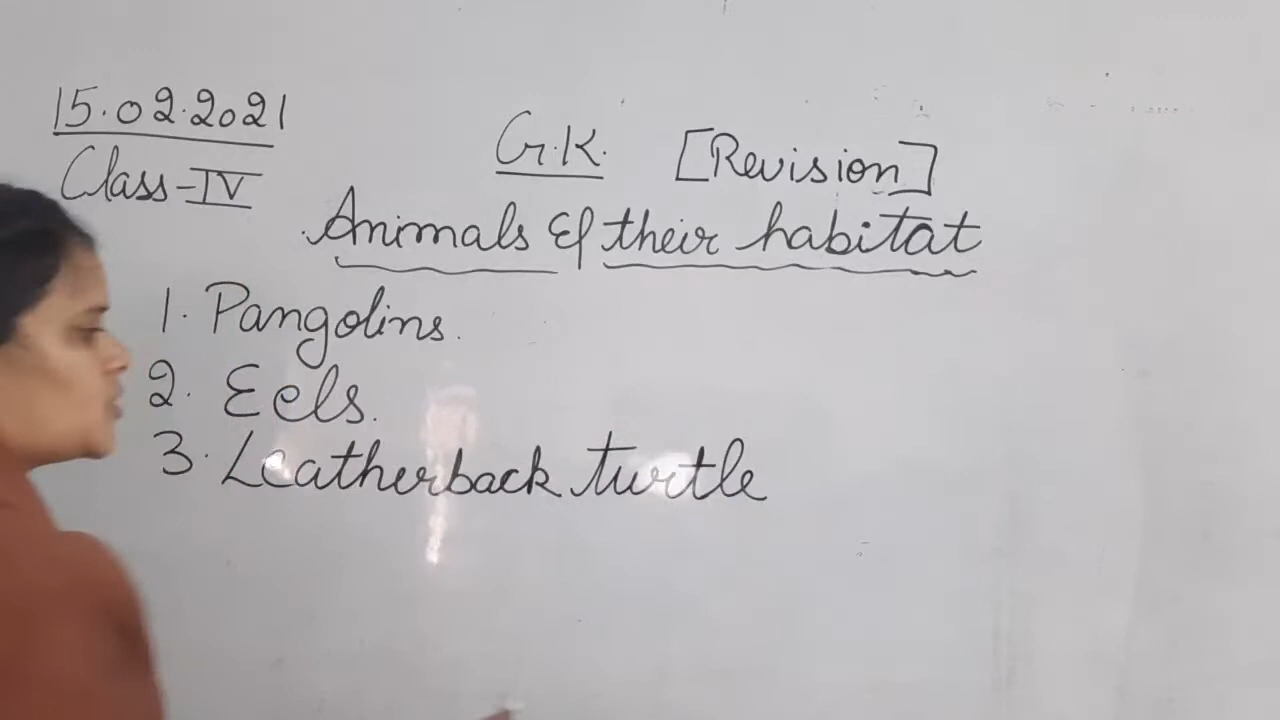 15.02.2021
Class-IV
G.K. [Revision]
Animals & their habitat
1. Pangolins.
2. Eels.
3. Leatherback turtle